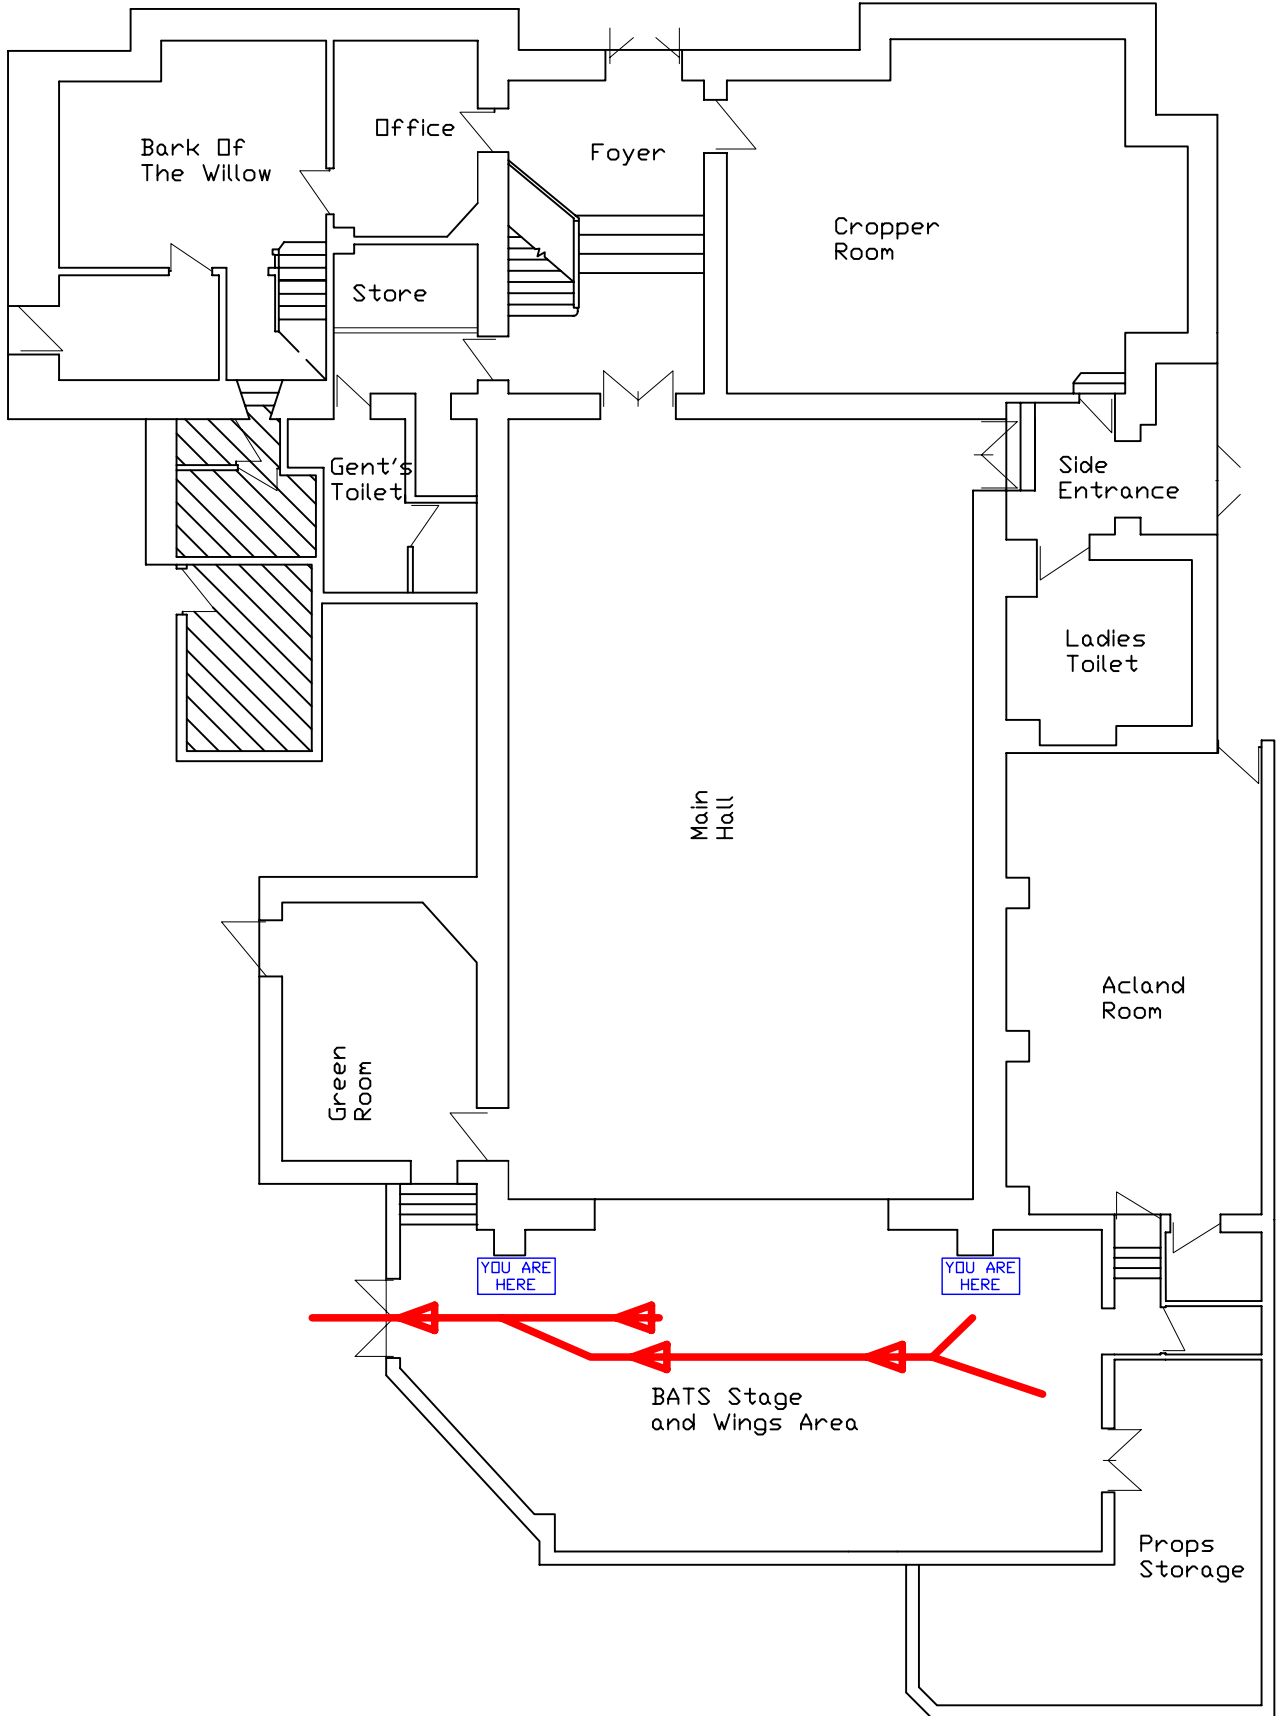 Office
Bark Of
The Willow
Foyer
Cropper
Room
Store
Gent's
Toilet
Side
Entrance
Ladies
Toilet
Main
Hall
Acland
Room
Green
Room
YOU ARE
HERE
YOU ARE
HERE
BATS Stage
and Wings Area
Props
Storage